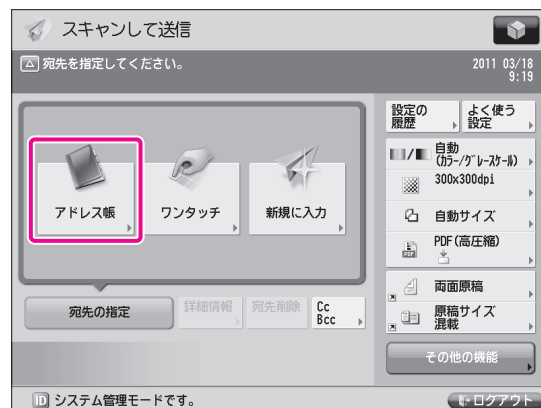 スキャンして送信
宛先を指定してください。
2011 03/18
9:19
設定の
履歴
よく使う
設定
アドレス帳
ワンタッチ
新規に入力
自動
(カラー/グレースケール)
300x300dpi
自動サイズ
PDF(高圧縮)
両面原稿
原稿サイズ
混載
宛先の指定
詳細情報
宛先削除
Cc
Bcc
その他の機能
ID システム管理モードです。
ログアウト